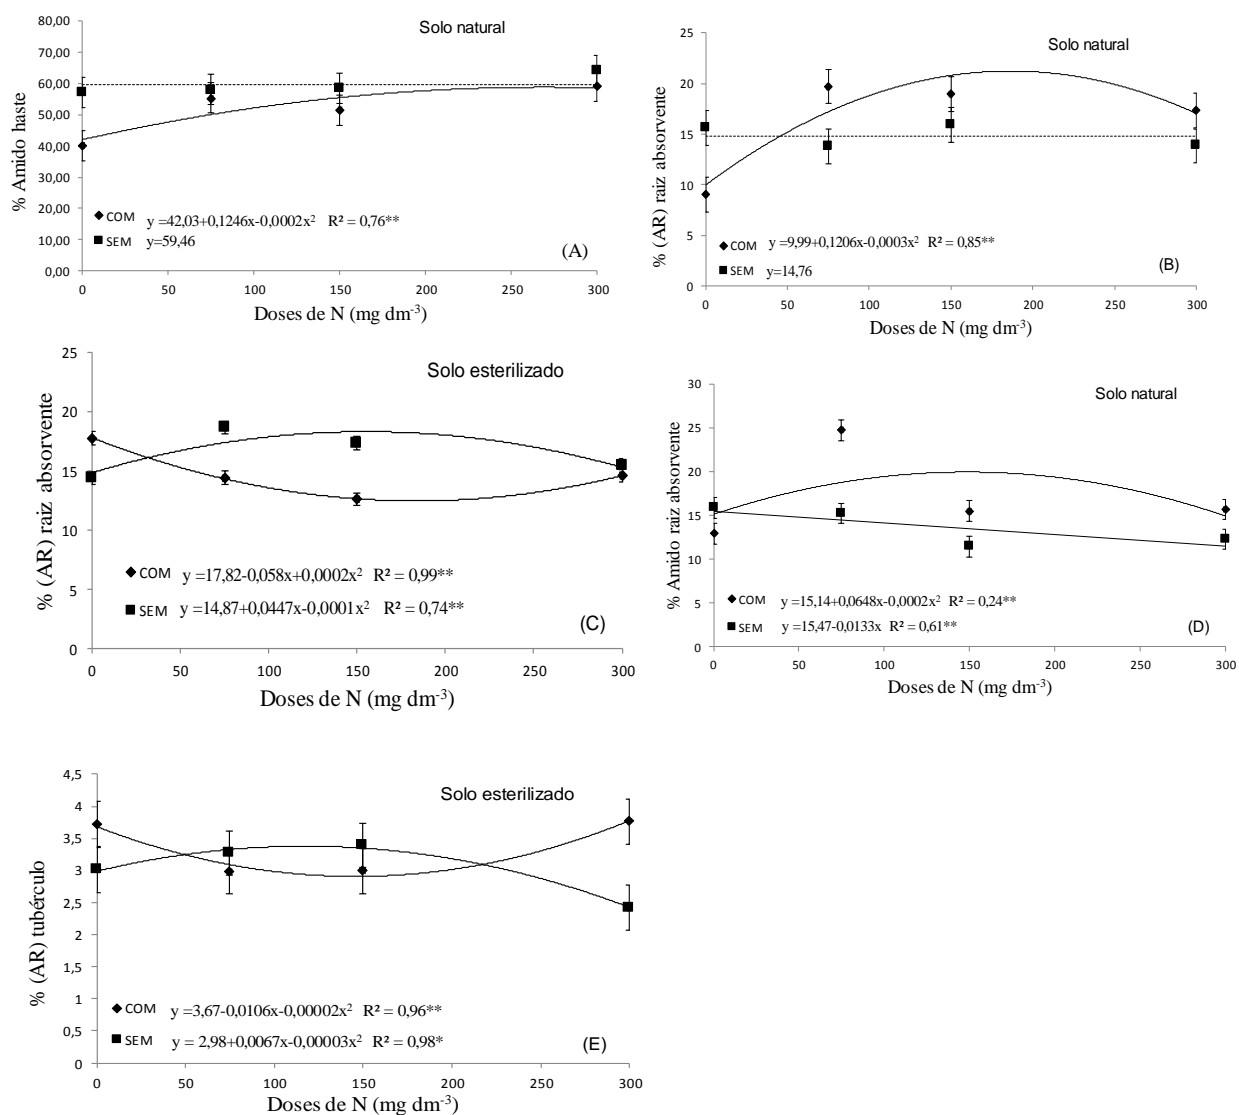 Solo natural
% Amido haste
80,00
70,00
60,00
50,00
40,00
30,00
20,00
10,00
0,00
COM y =42,03+0,1246x-0,0002x² R² = 0,76**
SEM y=59,46
(A)
0 50 100 150 200 250 300
Doses de N (mg dm⁻³)
Solo natural
% (AR) raiz absorvente
25
20
15
10
5
0
COM y =9,99+0,1206x-0,0003x² R² = 0,85**
SEM y=14,76
(B)
0 50 100 150 200 250 300
Doses de N (mg dm⁻³)
Solo esterilizado
% (AR) raiz absorvente
25
20
15
10
5
0
COM y =17,82-0,058x+0,0002x² R² = 0,99**
SEM y =14,87+0,0447x-0,0001x² R² = 0,74**
(C)
0 50 100 150 200 250 300
Doses de N (mg dm⁻³)
Solo natural
% Amido raiz absorvente
30
25
20
15
10
5
0
COM y =15,14+0,0648x-0,0002x² R² = 0,24**
SEM y =15,47-0,0133x R² = 0,61**
(D)
0 50 100 150 200 250 300
Doses de N (mg dm⁻³)
Solo esterilizado
% (AR) tubérculo
4,5
4
3,5
3
2,5
2
1,5
1
0,5
0
COM y =3,67-0,0106x-0,00002x² R² = 0,96**
SEM y = 2,98+0,0067x-0,00003x² R² = 0,98*
(E)
0 50 100 150 200 250 300
Doses de N (mg dm⁻³)